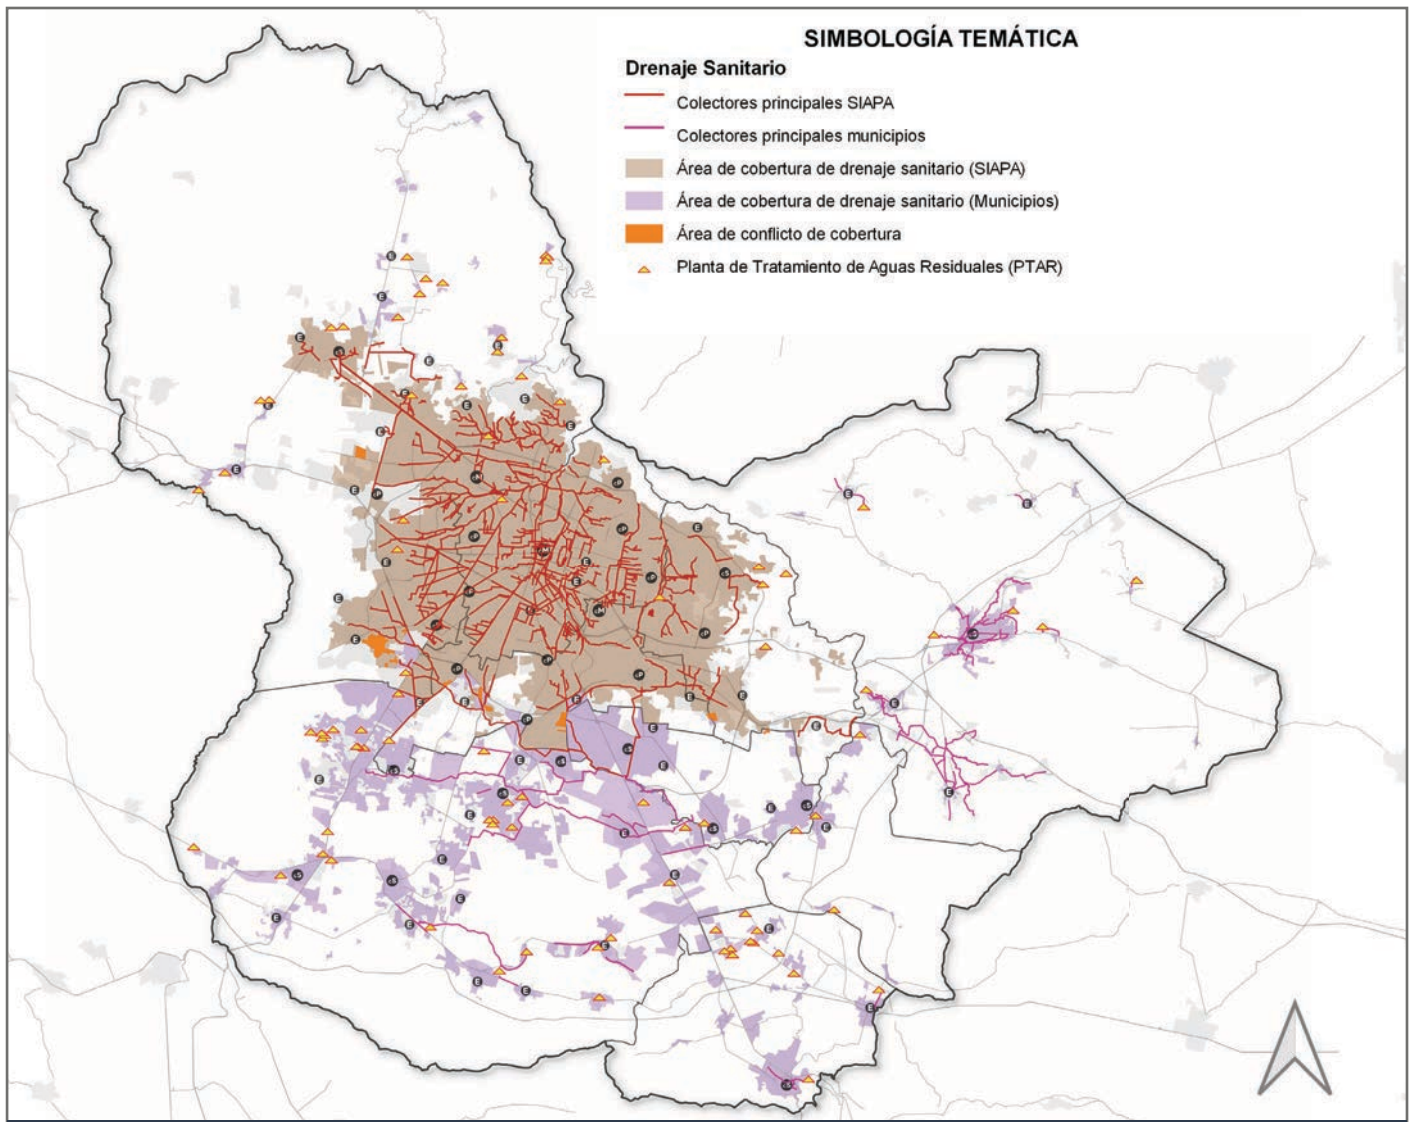 SIMBOLOGÍA TEMÁTICA
Drenaje Sanitario
Colectores principales SIAPA
Colectores principales municipios
Área de cobertura de drenaje sanitario (SIAPA)
Área de cobertura de drenaje sanitario (Municipios)
Área de conflicto de cobertura
Planta de Tratamiento de Aguas Residuales (PTAR)